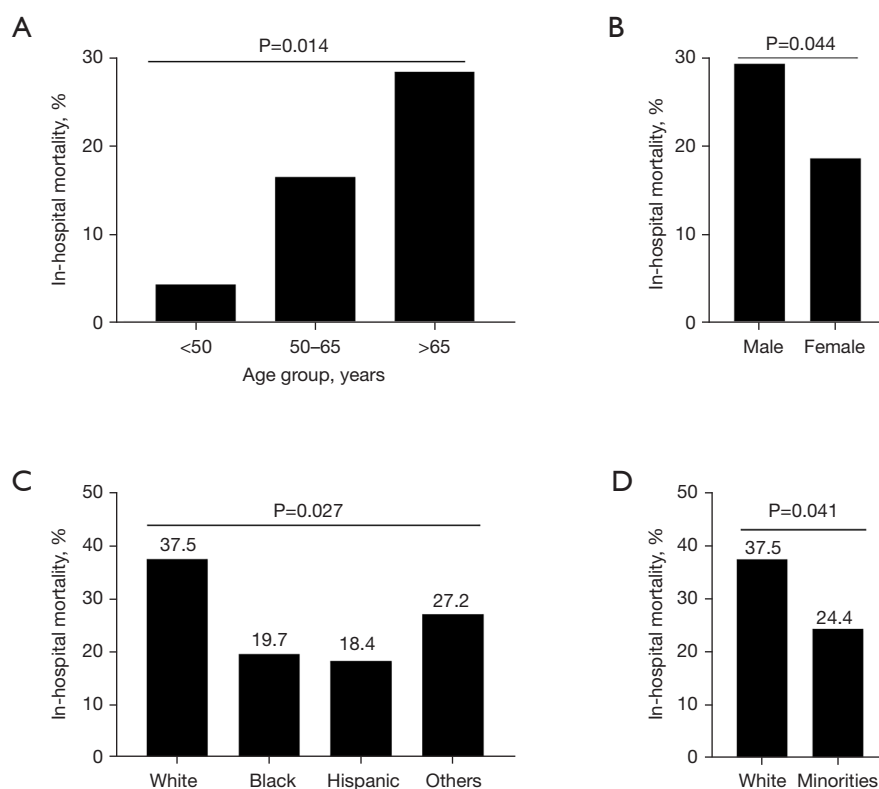 A
P=0.014
In-hospital mortality, %
30
20
10
0
<50 50–65 >65
Age group, years
B
P=0.044
In-hospital mortality, %
30
20
10
0
Male Female
C
P=0.027
In-hospital mortality, %
50
40
30
20
10
0
37.5
19.7
18.4
27.2
White Black Hispanic Others
D
P=0.041
In-hospital mortality, %
50
40
30
20
10
0
37.5
24.4
White Minorities